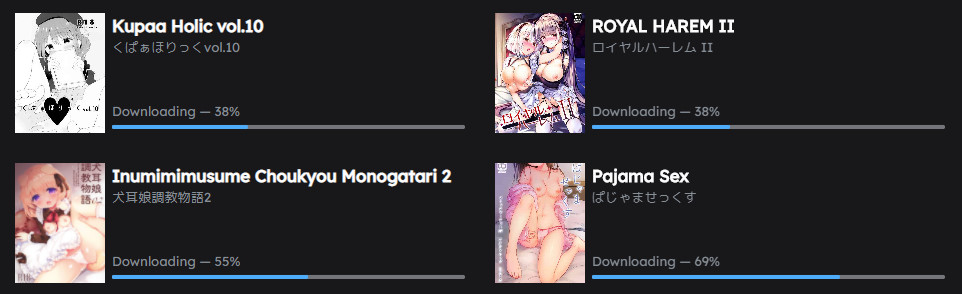 Kupaa Holic vol.10
くぱぁほりっくvol.10
Downloading — 38%
ROYAL HAREM II
ロイヤルハーレム II
Downloading — 38%
Inumimimusume Choukyou Monogatari 2
犬耳娘調教物語2
Downloading — 55%
Pajama Sex
ぱじゃませっくす
Downloading — 69%